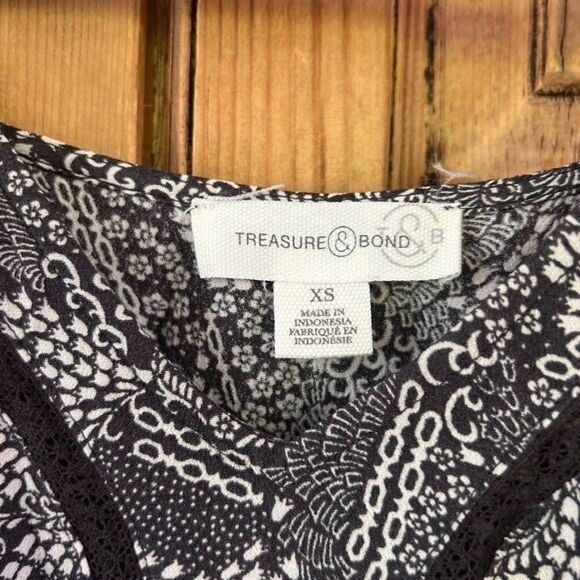 TREASURE & BOND
T & B
XS
MADE IN
INDONESIA
FABRIQUÉ EN
INDONÉSIE